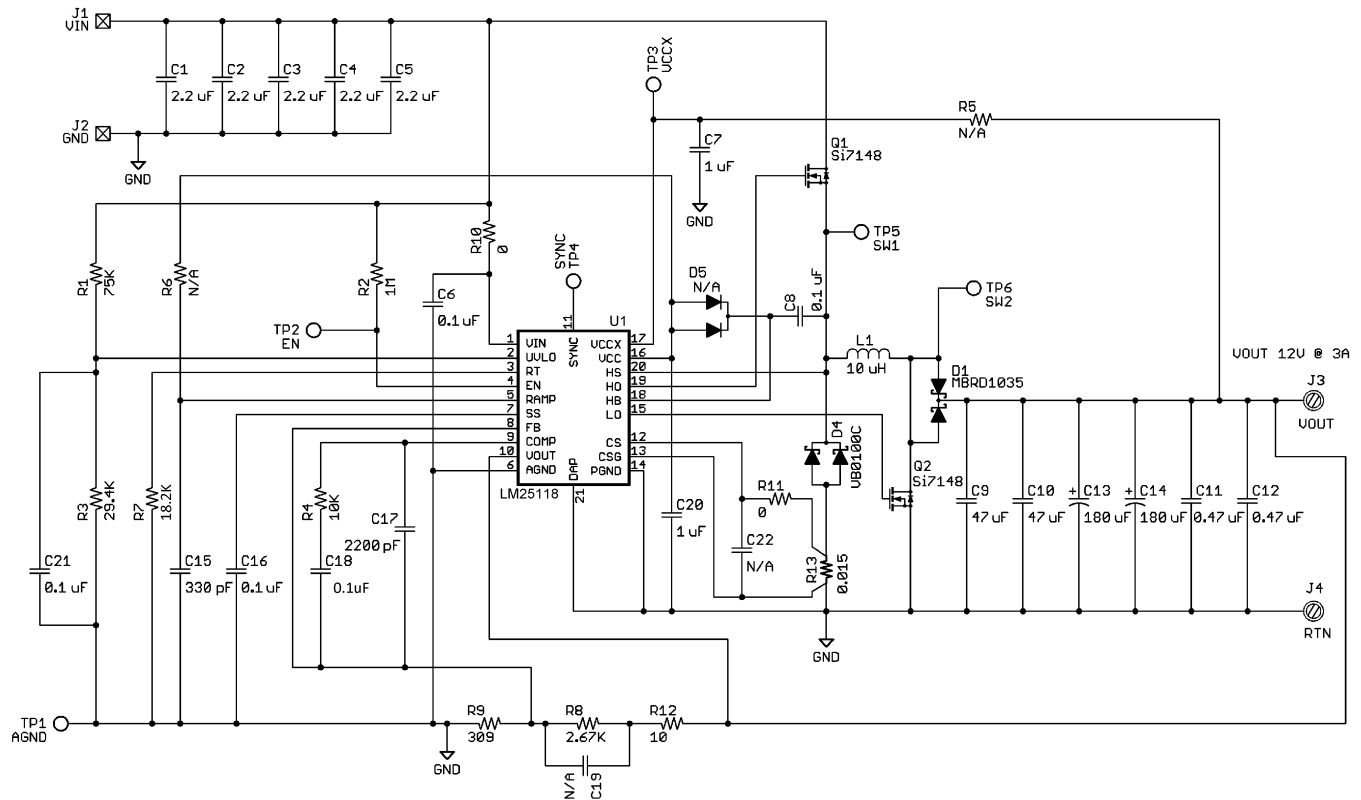 J1
VIN
C1
2.2 uF
C2
2.2 uF
C3
2.2 uF
C4
2.2 uF
C5
2.2 uF
J2
GND
GND
TP3
VCCX
C7
1 uF
GND
R5
N/A
Q1
Si7148
TP5
SW1
R1
75K
R6
N/A
R2
1M
R10
0
C6
0.1 uF
SYNC
TP4
D5
N/A
C8
0.1 uF
TP6
SW2
TP2
EN
U1
11
SYNC
1 VIN
2 UVLO
3 RT
4 EN
5 RAMP
7 SS
8 FB
9 COMP
10 VOUT
6 AGND
VCCX 17
VCC 16
HS 20
HO 19
HB 18
LO 15
CS 12
CSG 13
PGND 14
DAP
21
LM25118
L1
10 uH
D1
MBRD1035
VOUT 12V @ 3A
J3
VOUT
D4
VB0100C
Q2
Si7148
R11
0
C20
1 uF
C22
N/A
R13
0.015
C9
47 uF
C10
47 uF
C13
+
180 uF
C14
+
180 uF
C11
0.47 uF
C12
0.47 uF
R3
29.4K
R7
18.2K
R4
10K
C17
2200 pF
C21
0.1 uF
C15
330 pF
C16
0.1 uF
C18
0.1uF
J4
RTN
GND
TP1
AGND
GND
R9
309
R8
2.67K
R12
10
N/A
C19